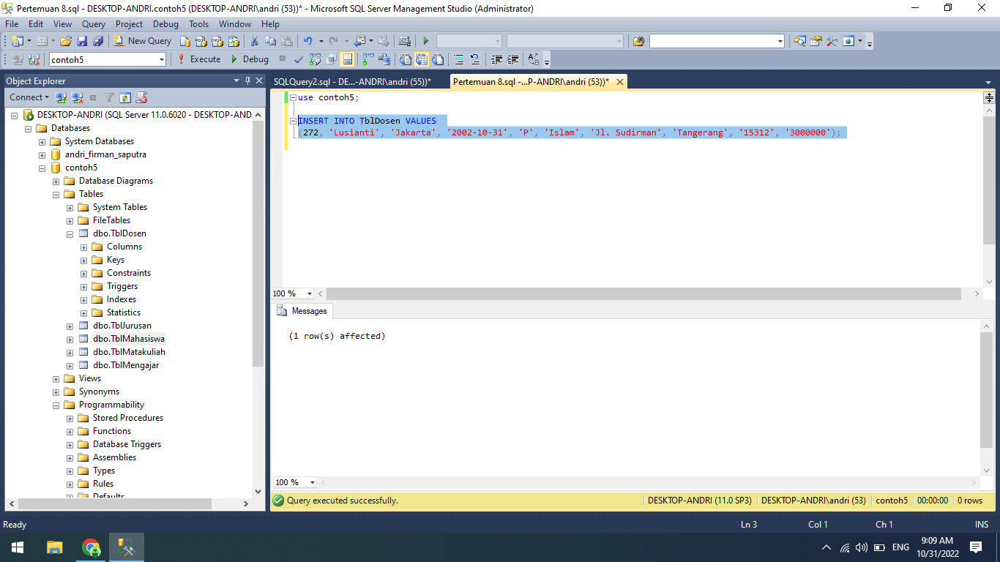 Pertemuan 8.sql - DESKTOP-ANDRI.contoh5 (DESKTOP-ANDRI\andri (53))* - Microsoft SQL Server Management Studio (Administrator)
File Edit View Query Project Debug Tools Window Help
New Query
contoh5 Execute Debug
Object Explorer
Connect
DESKTOP-ANDRI (SQL Server 11.0.6020 - DESKTOP-AND
Databases
System Databases
andri_firman_saputra
contoh5
Database Diagrams
Tables
System Tables
FileTables
dbo.TblDosen
Columns
Keys
Constraints
Triggers
Indexes
Statistics
dbo.TblJurusan
dbo.TblMahasiswa
dbo.TblMatakuliah
dbo.TblMengajar
Views
Synonyms
Programmability
Stored Procedures
Functions
Database Triggers
Assemblies
Types
Rules
Defaults
SQLQuery2.sql - DE...-ANDRI\andri (55))* Pertemuan 8.sql -...P-ANDRI\andri (53))*
use contoh5;
INSERT INTO TblDosen VALUES
(272, 'Lusianti', 'Jakarta', '2002-10-31', 'P', 'Islam', 'Jl. Sudirman', 'Tangerang', '15312', '3000000');
100 %
Messages
(1 row(s) affected)
100 %
Query executed successfully. DESKTOP-ANDRI (11.0 SP3) DESKTOP-ANDRI\andri (53) contoh5 00:00:00 0 rows
Ready Ln 3 Col 1 Ch 1 INS
ENG 9:09 AM
10/31/2022